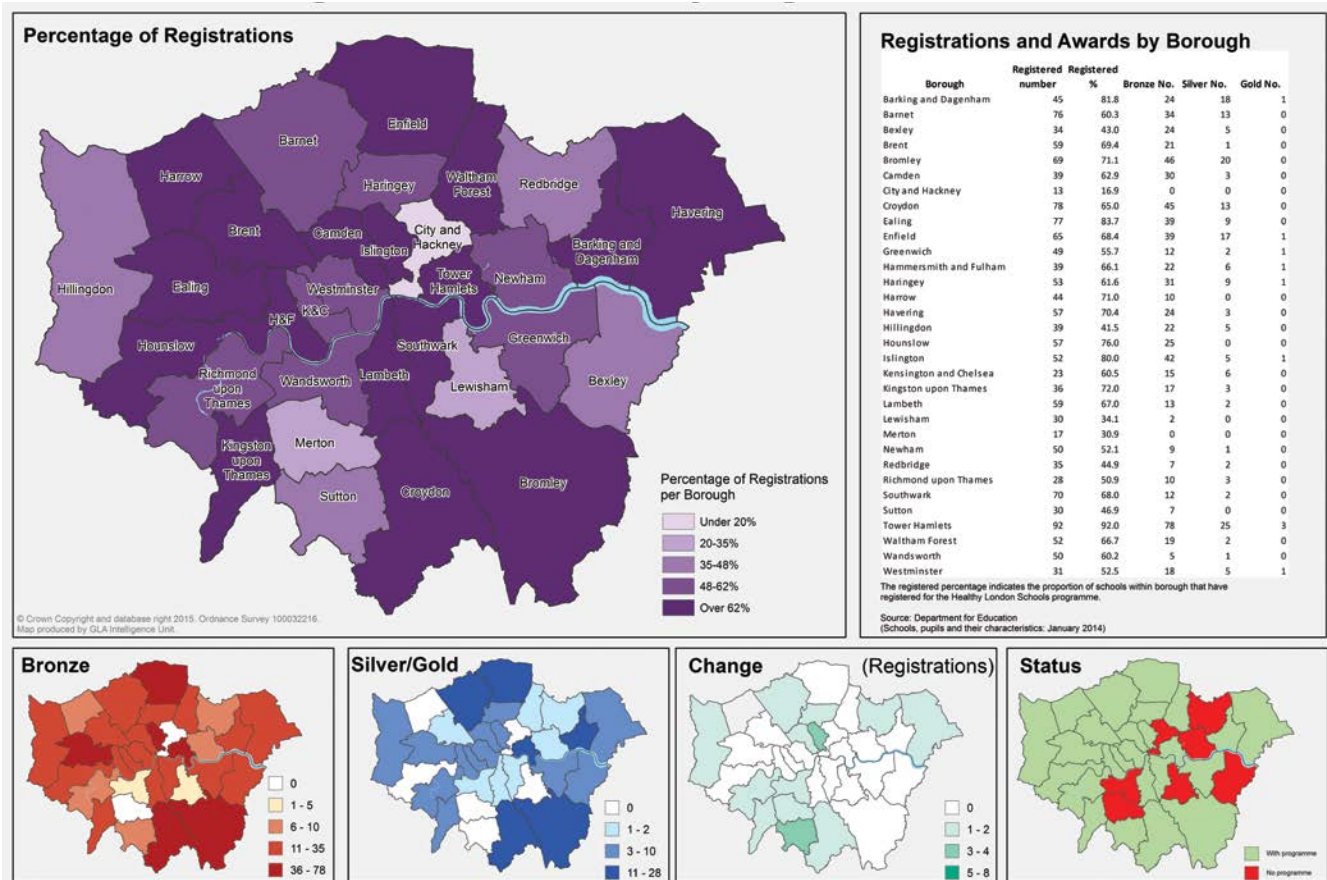 Percentage of Registrations
Enfield
Barnet
Harrow
Haringey
Waltham
Forest
Redbridge
Havering
Brent
Camden
Islington
City and
Hackney
Barking and
Dagenham
Hillingdon
Ealing
Westminster
Tower
Hamlets
Newham
K&C
H&F
Hounslow
Southwark
Greenwich
Richmond
upon
Thames
Wandsworth
Lambeth
Lewisham
Bexley
Merton
Kingston
upon
Thames
Sutton
Croydon
Bromley
Percentage of Registrations
per Borough
Under 20%
20-35%
35-48%
48-62%
Over 62%
© Crown Copyright and database right 2015. Ordnance Survey 100032216.
Map produced by GLA Intelligence Unit.
Registrations and Awards by Borough
Registered Registered
Borough number % Bronze No. Silver No. Gold No.
Barking and Dagenham 45 81.8 24 18 1
Barnet 76 60.3 34 13 0
Bexley 34 43.0 24 5 0
Brent 59 69.4 21 1 0
Bromley 69 71.1 46 20 0
Camden 39 62.9 30 3 0
City and Hackney 13 16.9 0 0 0
Croydon 78 65.0 45 13 0
Ealing 77 83.7 39 9 0
Enfield 65 68.4 39 17 1
Greenwich 49 55.7 12 2 1
Hammersmith and Fulham 39 66.1 22 6 1
Haringey 53 61.6 31 9 1
Harrow 44 71.0 10 0 0
Havering 57 70.4 24 3 0
Hillingdon 39 41.5 22 5 0
Hounslow 57 76.0 25 0 0
Islington 52 80.0 42 5 1
Kensington and Chelsea 23 60.5 15 6 0
Kingston upon Thames 36 72.0 17 3 0
Lambeth 59 67.0 13 2 0
Lewisham 30 34.1 2 0 0
Merton 17 30.9 0 0 0
Newham 50 52.1 9 1 0
Redbridge 35 44.9 7 2 0
Richmond upon Thames 28 50.9 10 3 0
Southwark 70 68.0 12 2 0
Sutton 30 46.9 7 0 0
Tower Hamlets 92 92.0 78 25 3
Waltham Forest 52 66.7 19 2 0
Wandsworth 50 60.2 5 1 0
Westminster 31 52.5 18 5 1
The registered percentage indicates the proportion of schools within borough that have
registered for the Healthy London Schools programme.
Source: Department for Education
(Schools, pupils and their characteristics: January 2014)
Bronze
0
1 - 5
6 - 10
11 - 35
36 - 78
Silver/Gold
0
1 - 2
3 - 10
11 - 28
Change (Registrations)
0
1 - 2
3 - 4
5 - 8
Status
With programme
No programme